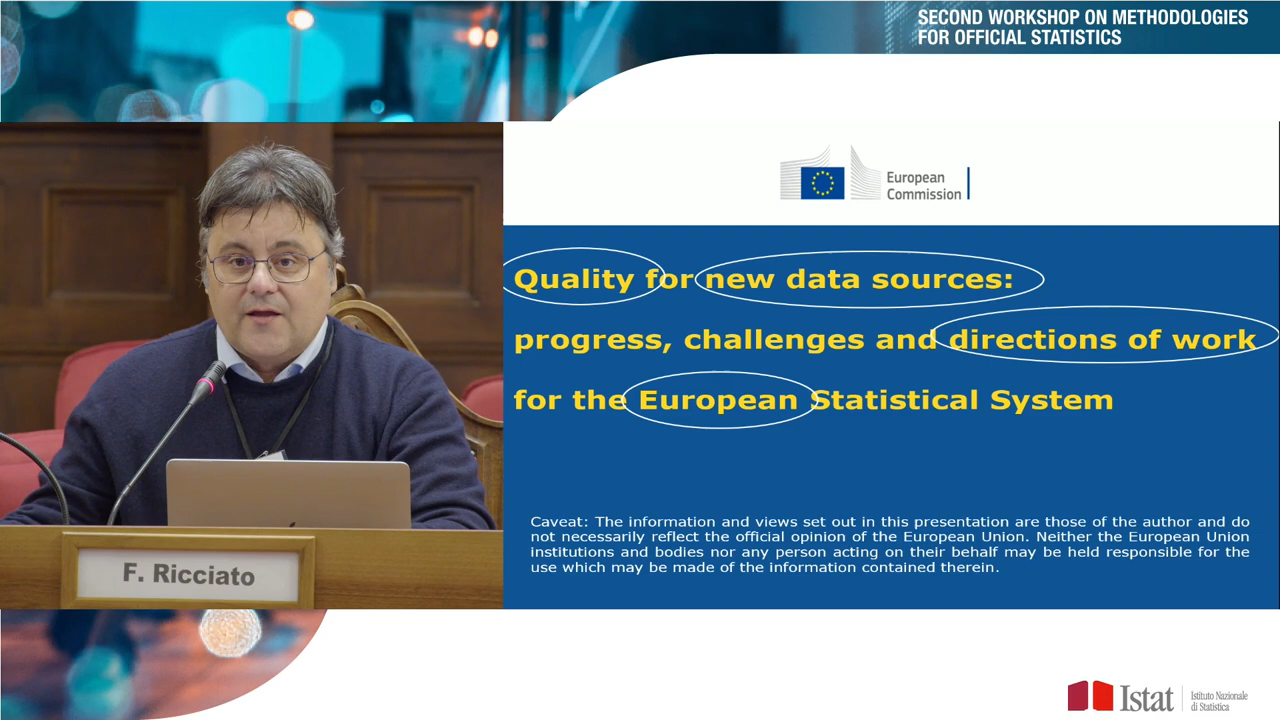 SECOND WORKSHOP ON METHODOLOGIES
FOR OFFICIAL STATISTICS
European
Commission
Quality for new data sources:
progress, challenges and directions of work
for the European Statistical System
Caveat: The information and views set out in this presentation are those of the author and do
not necessarily reflect the official opinion of the European Union. Neither the European Union
institutions and bodies nor any person acting on their behalf may be held responsible for the
use which may be made of the information contained therein.
F. Ricciato
Istat
Istituto Nazionale
di Statistica